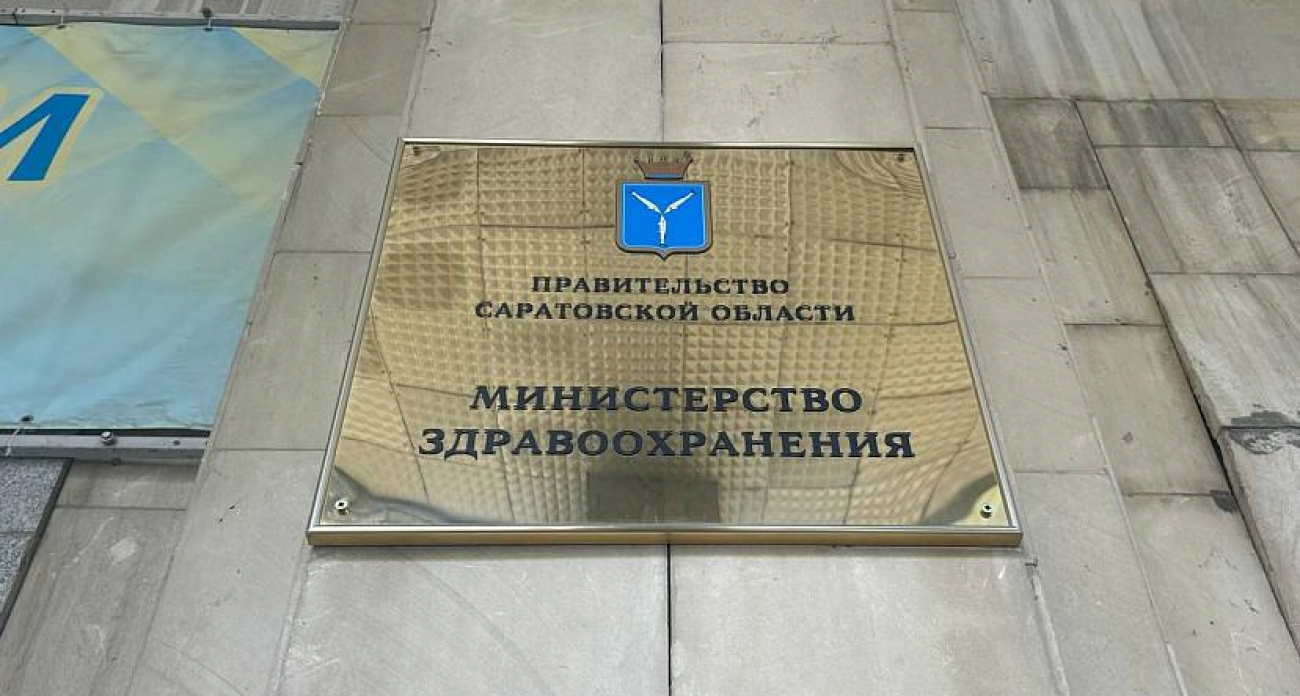 ПРАВИТЕЛЬСТВО
САРАТОВСКОЙ ОБЛАСТИ
МИНИСТЕРСТВО
ЗДРАВООХРАНЕНИЯ